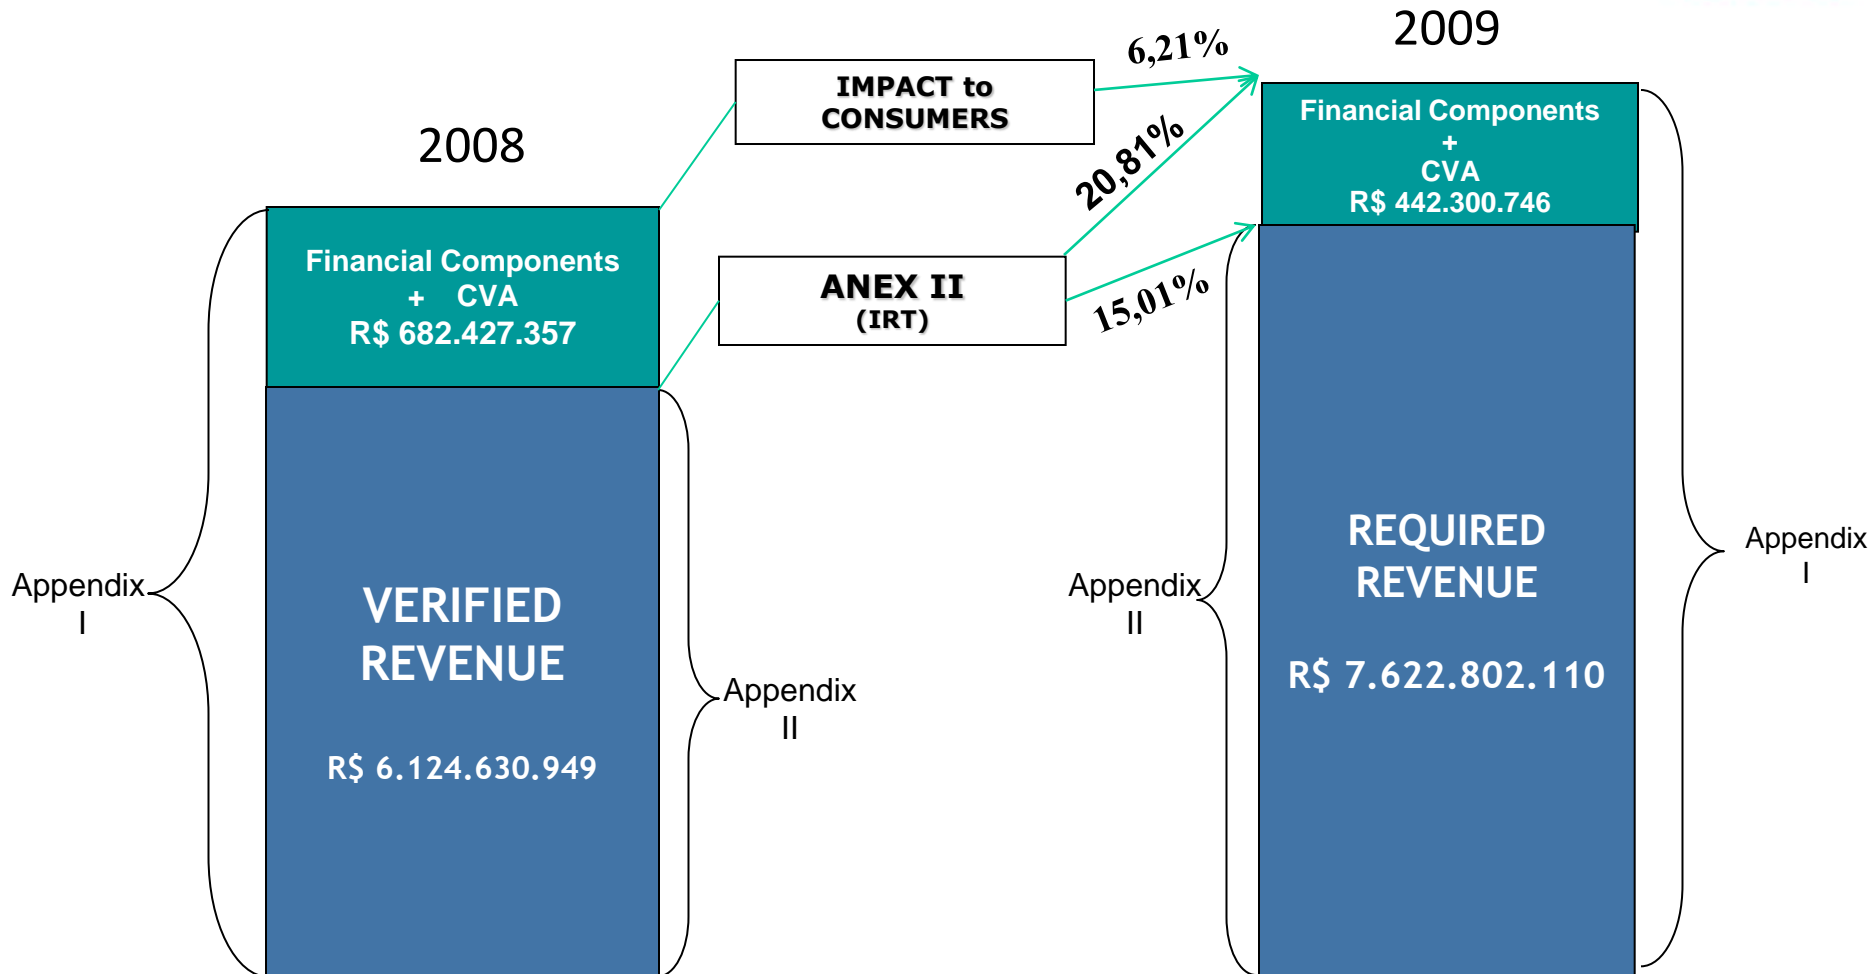 2009
6,21%
IMPACT to
CONSUMERS
2008
20,81%
Financial Components
+
CVA
R$ 442.300.746
Financial Components
+ CVA
R$ 682.427.357
ANEX II
(IRT)
15,01%
Appendix
I
VERIFIED
REVENUE
R$ 6.124.630.949
Appendix
II
Appendix
II
REQUIRED
REVENUE
R$ 7.622.802.110
Appendix
I